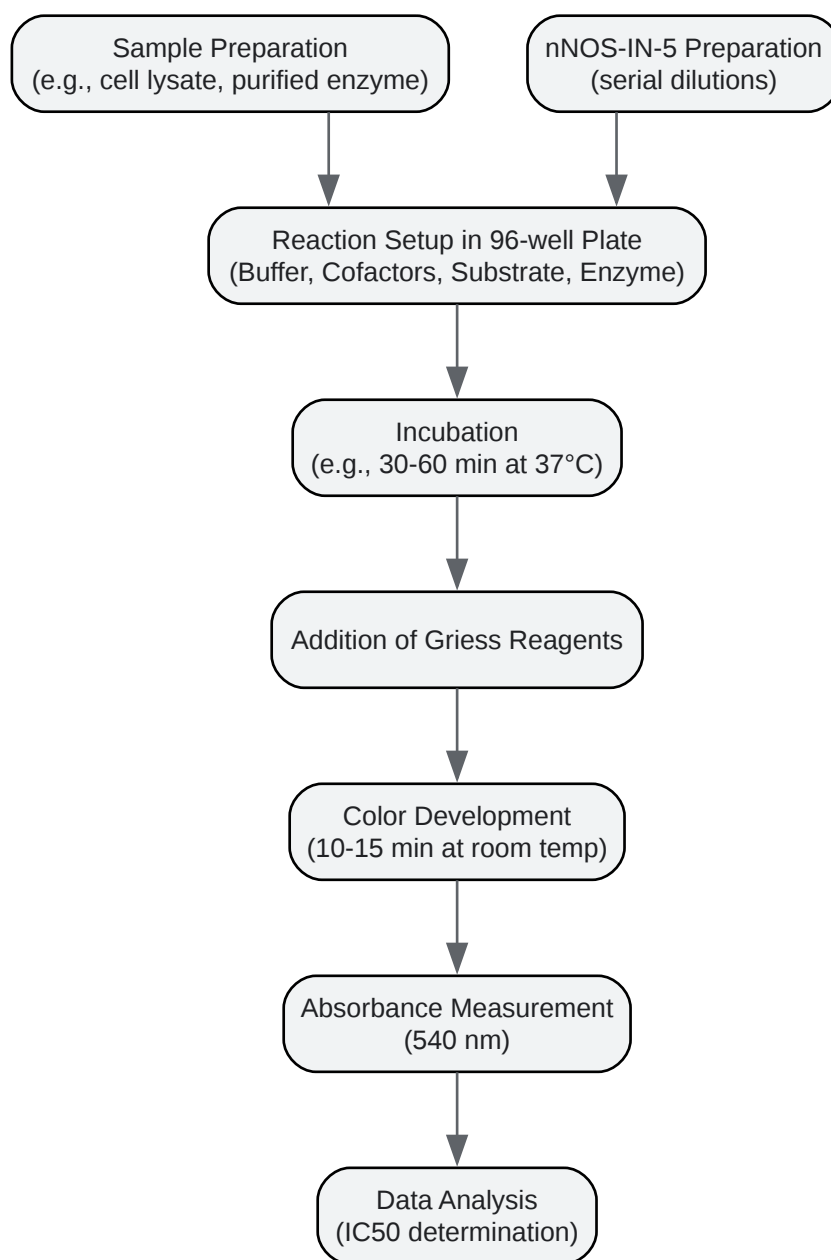 Sample Preparation
(e.g., cell lysate, purified enzyme)
nNOS-IN-5 Preparation
(serial dilutions)
Reaction Setup in 96-well Plate
(Buffer, Cofactors, Substrate, Enzyme)
Incubation
(e.g., 30-60 min at 37°C)
Addition of Griess Reagents
Color Development
(10-15 min at room temp)
Absorbance Measurement
(540 nm)
Data Analysis
(IC50 determination)